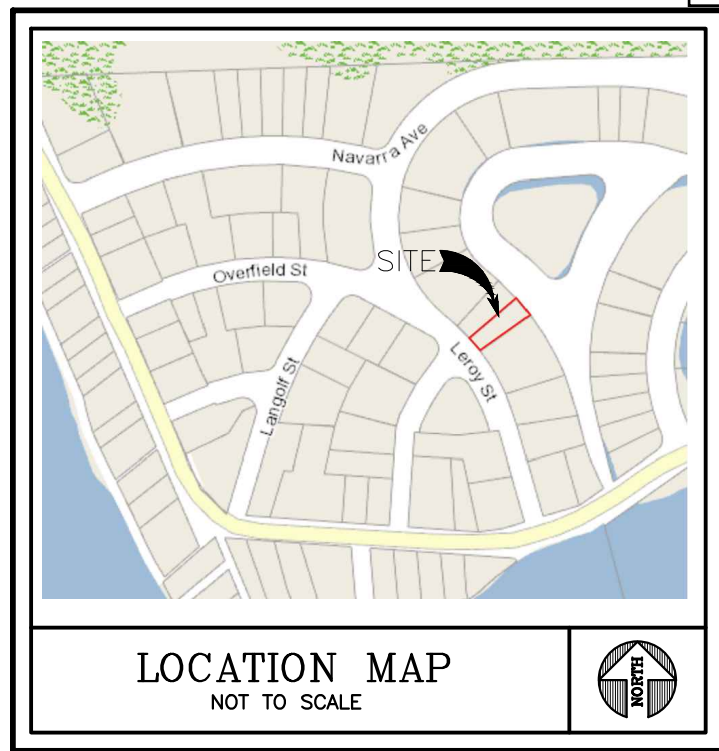 Navarra Ave
SITE
Overfield St
Leroy St
Langolf St
LOCATION MAP
NOT TO SCALE
NORTH